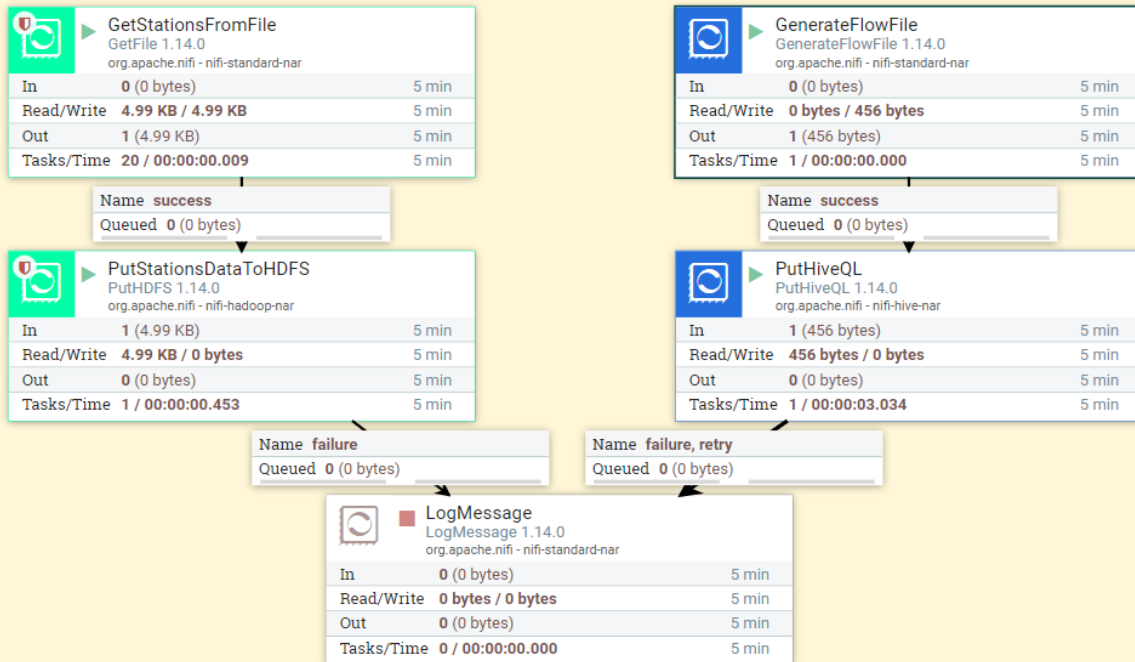 GetStationsFromFile
GetFile 1.14.0
org.apache.nifi - nifi-standard-nar
In 0 (0 bytes) 5 min
Read/Write 4.99 KB / 4.99 KB 5 min
Out 1 (4.99 KB) 5 min
Tasks/Time 20 / 00:00:00.009 5 min
Name success
Queued 0 (0 bytes)
PutStationsDataToHDFS
PutHDFS 1.14.0
org.apache.nifi - nifi-hadoop-nar
In 1 (4.99 KB) 5 min
Read/Write 4.99 KB / 0 bytes 5 min
Out 0 (0 bytes) 5 min
Tasks/Time 1 / 00:00:00.453 5 min
Name failure
Queued 0 (0 bytes)
GenerateFlowFile
GenerateFlowFile 1.14.0
org.apache.nifi - nifi-standard-nar
In 0 (0 bytes) 5 min
Read/Write 0 bytes / 456 bytes 5 min
Out 1 (456 bytes) 5 min
Tasks/Time 1 / 00:00:00.000 5 min
Name success
Queued 0 (0 bytes)
PutHiveQL
PutHiveQL 1.14.0
org.apache.nifi - nifi-hive-nar
In 1 (456 bytes) 5 min
Read/Write 456 bytes / 0 bytes 5 min
Out 0 (0 bytes) 5 min
Tasks/Time 1 / 00:00:03.034 5 min
Name failure, retry
Queued 0 (0 bytes)
LogMessage
LogMessage 1.14.0
org.apache.nifi - nifi-standard-nar
In 0 (0 bytes) 5 min
Read/Write 0 bytes / 0 bytes 5 min
Out 0 (0 bytes) 5 min
Tasks/Time 0 / 00:00:00.000 5 min